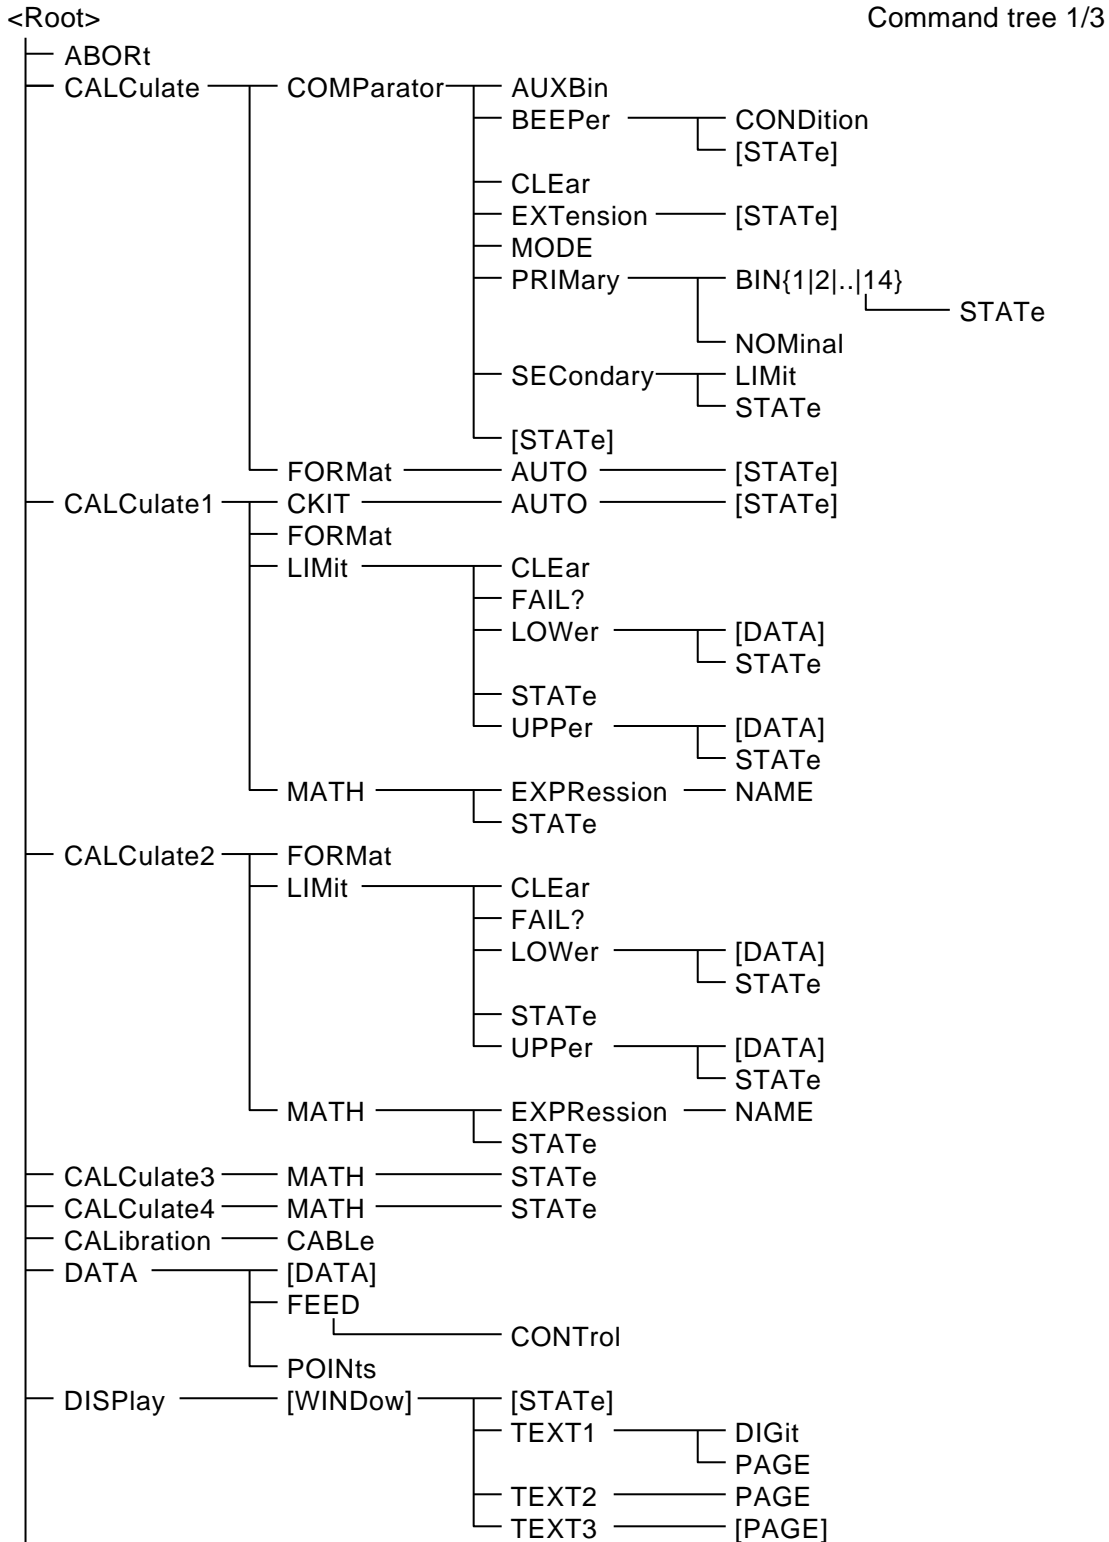 <Root> Command tree 1/3
ABORt
CALCulate COMParator AUXBin
BEEPer CONDition
[STATe]
CLEar
EXTension [STATe]
MODE
PRIMary BIN{1|2|..|14}
STATe
NOMinal
SECondary LIMit
STATe
[STATe]
FORMat AUTO [STATe]
CALCulate1 CKIT AUTO [STATe]
FORMat
LIMit CLEar
FAIL?
LOWer [DATA]
STATe
STATe
UPPer [DATA]
STATe
MATH EXPRession NAME
STATe
CALCulate2 FORMat
LIMit CLEar
FAIL?
LOWer [DATA]
STATe
STATe
UPPer [DATA]
STATe
MATH EXPRession NAME
STATe
CALCulate3 MATH STATe
CALCulate4 MATH STATe
CALibration CABLe
DATA [DATA]
FEED
CONTrol
POINts
DISPlay [WINDow] [STATe]
TEXT1 DIGit
PAGE
TEXT2 PAGE
TEXT3 [PAGE]